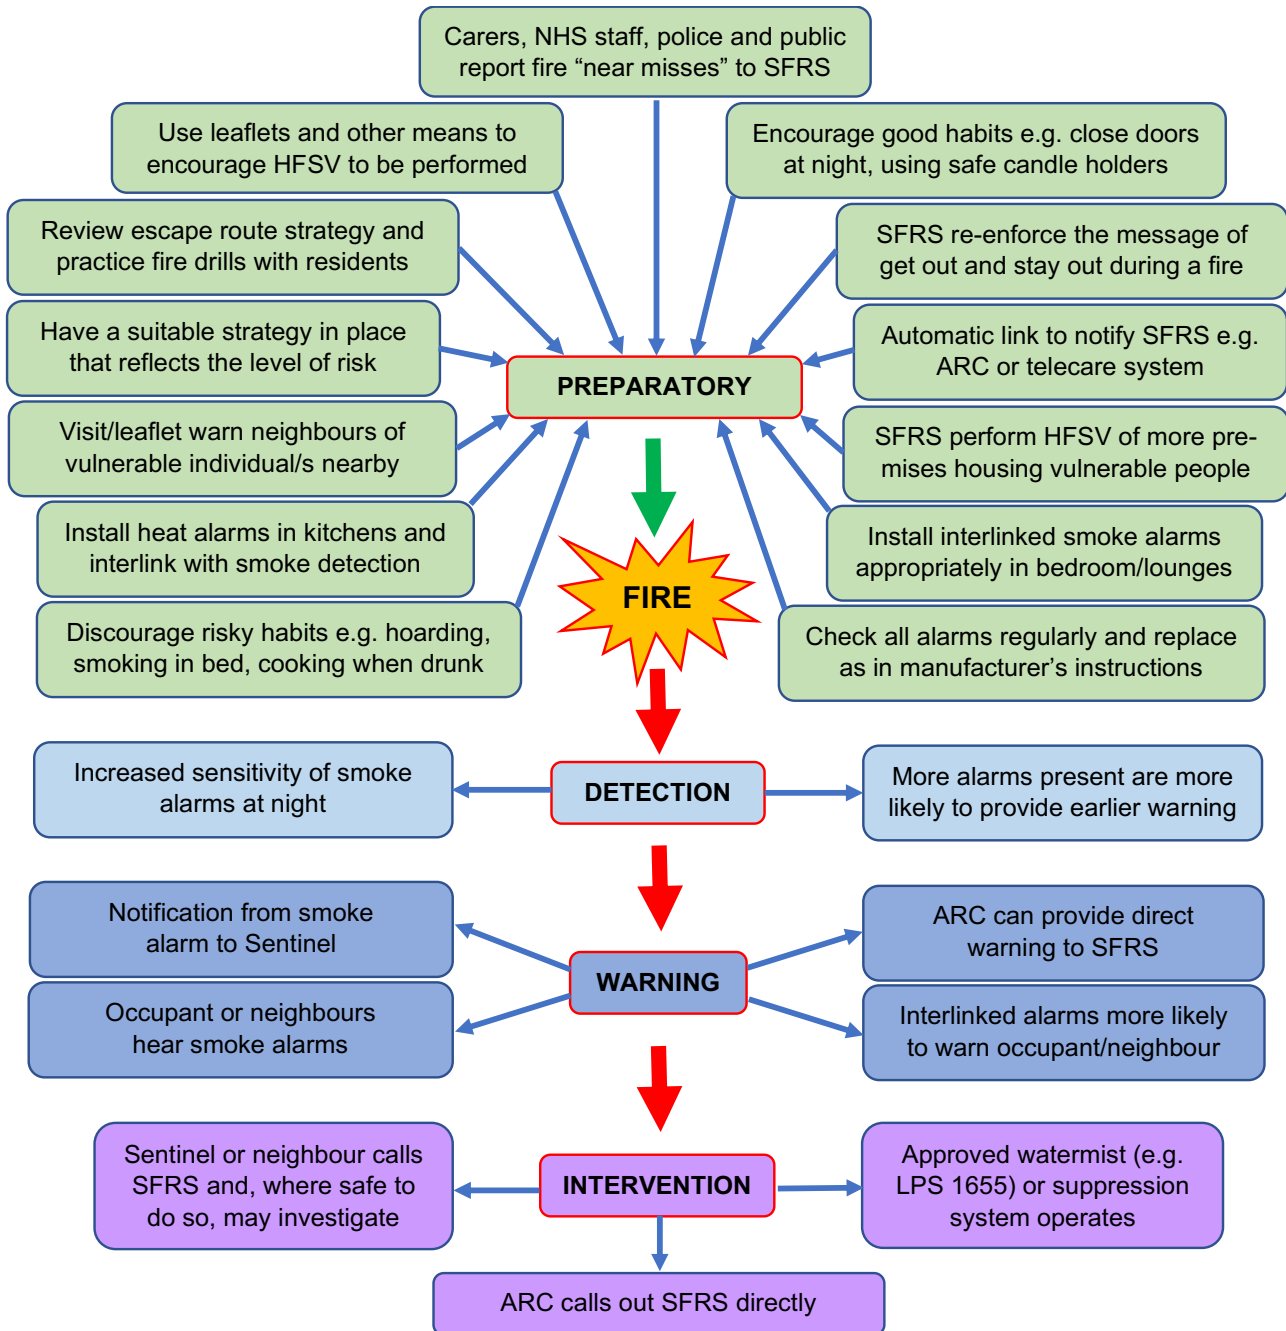 Carers, NHS staff, police and public
report fire “near misses” to SFRS
Use leaflets and other means to
encourage HFSV to be performed
Encourage good habits e.g. close doors
at night, using safe candle holders
Review escape route strategy and
practice fire drills with residents
SFRS re-enforce the message of
get out and stay out during a fire
Have a suitable strategy in place
that reflects the level of risk
Automatic link to notify SFRS e.g.
ARC or telecare system
PREPARATORY
Visit/leaflet warn neighbours of
vulnerable individual/s nearby
SFRS perform HFSV of more pre-
mises housing vulnerable people
Install heat alarms in kitchens and
interlink with smoke detection
Install interlinked smoke alarms
appropriately in bedroom/lounges
FIRE
Discourage risky habits e.g. hoarding,
smoking in bed, cooking when drunk
Check all alarms regularly and replace
as in manufacturer’s instructions
Increased sensitivity of smoke
alarms at night
DETECTION
More alarms present are more
likely to provide earlier warning
Notification from smoke
alarm to Sentinel
ARC can provide direct
warning to SFRS
WARNING
Occupant or neighbours
hear smoke alarms
Interlinked alarms more likely
to warn occupant/neighbour
Sentinel or neighbour calls
SFRS and, where safe to
do so, may investigate
INTERVENTION
Approved watermist (e.g.
LPS 1655) or suppression
system operates
ARC calls out SFRS directly